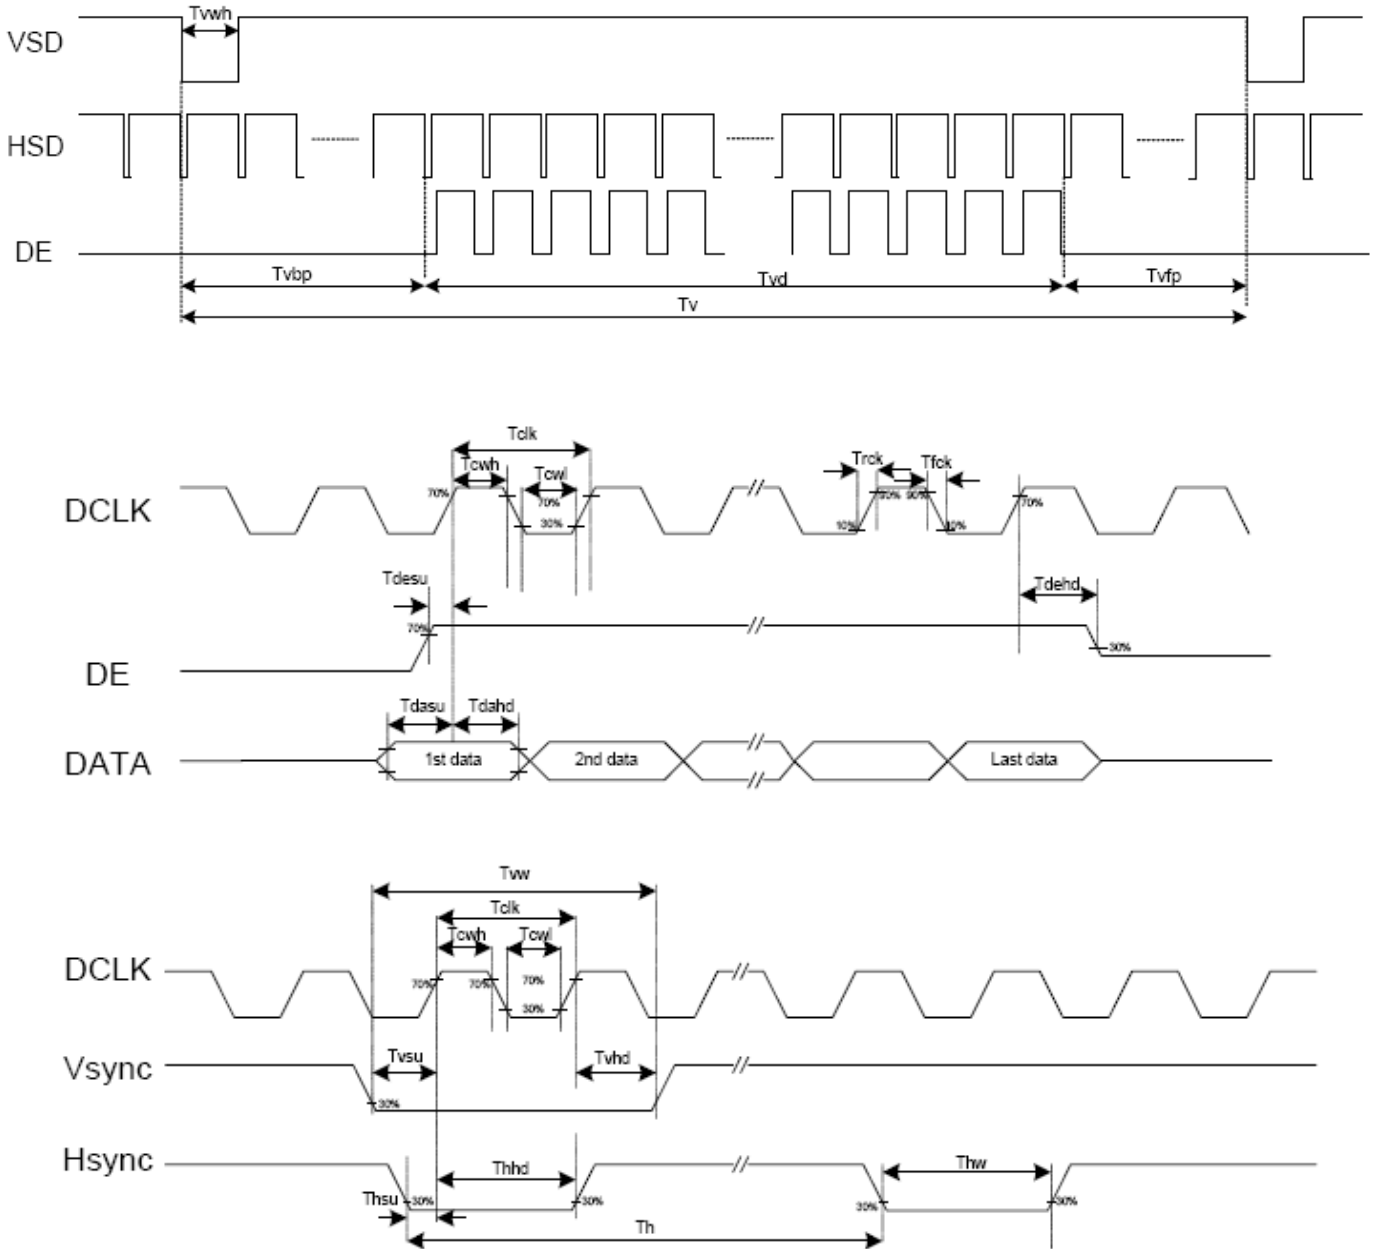 Tvwh
VSD
HSD
DE
Tvbp
Tvd
Tvfp
Tv
Tclk
Tcwh
Tcwl
Trck
Tfck
70%
70%
90%
90%
70%
DCLK
30%
10%
10%
Tdesu
Tdehd
70%
30%
DE
Tdasu
Tdahd
DATA
1st data
2nd data
Last data
Tvw
Tclk
Tcwh
Tcwl
DCLK
70%
70%
70%
30%
Vsync
Tvsu
Tvhd
30%
Hsync
Thhd
Thw
Thsu
30%
30%
30%
30%
Th